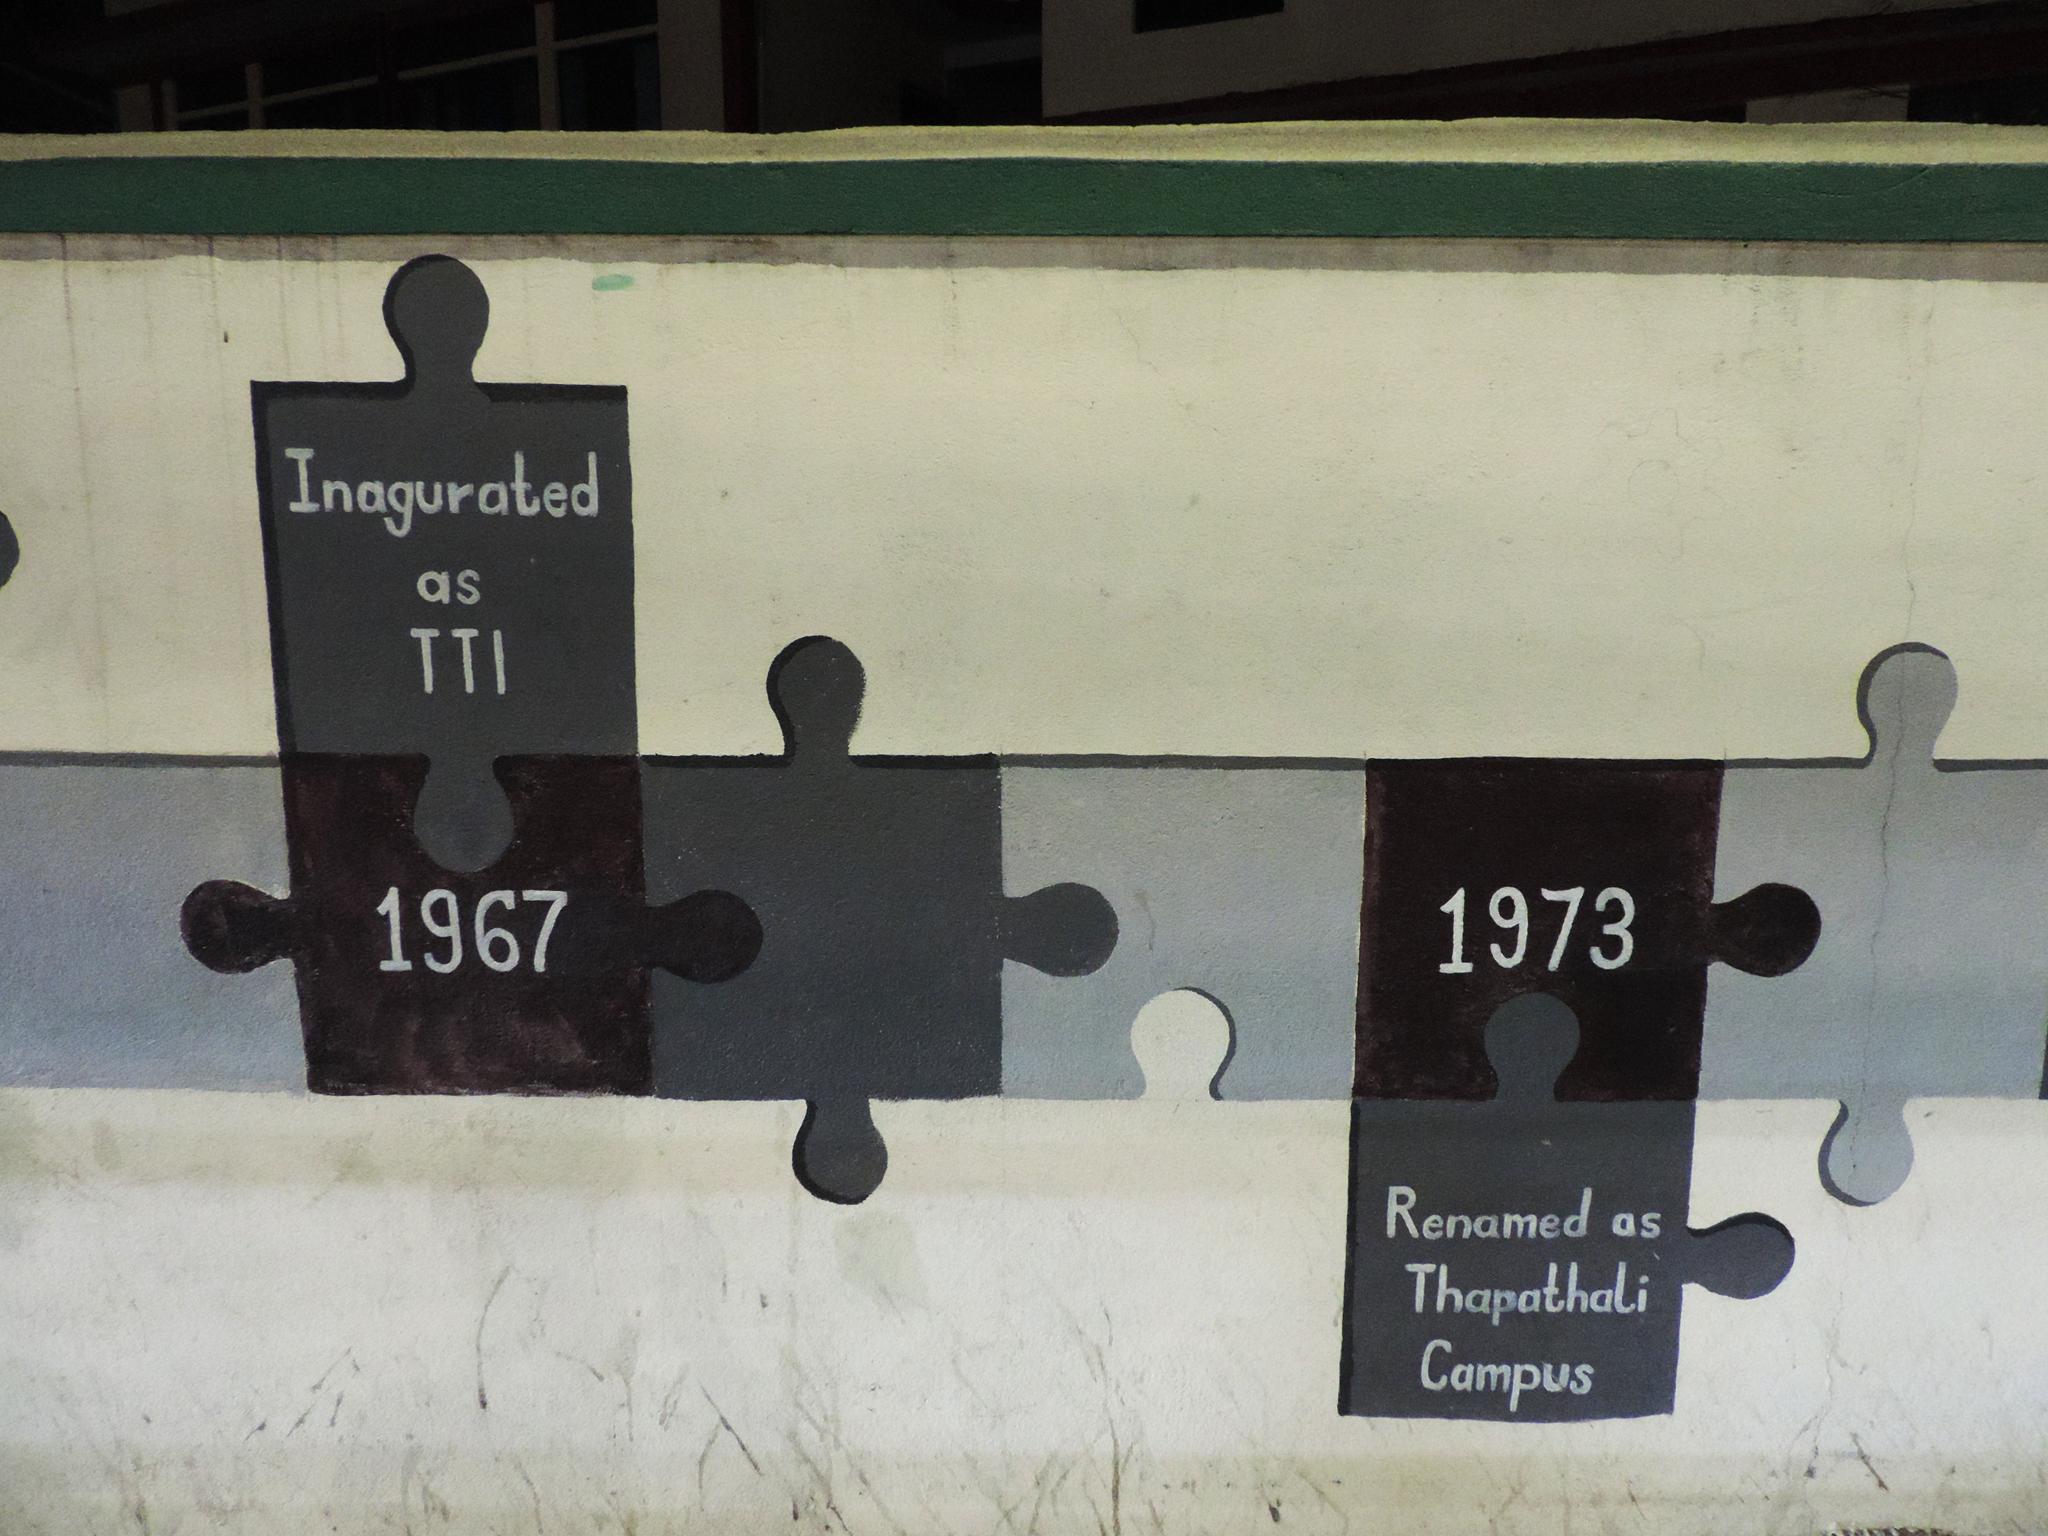 Inagurated
as
TTI
1967
1973
Renamed as
Thapathali
Campus